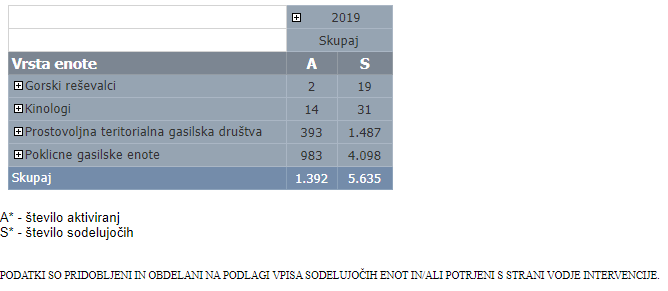 2019
Skupaj
Vrsta enote A S
Gorski reševalci 2 19
Kinologi 14 31
Prostovoljna teritorialna gasilska društva 393 1.487
Poklicne gasilske enote 983 4.098
Skupaj 1.392 5.635
A* - število aktiviranj
S* - število sodelujočih
PODATKI SO PRIDOBLJENI IN OBDELANI NA PODLAGI VPISA SODELUJOČIH ENOT IN/ALI POTRJENI S STRANI VODJE INTERVENCIJE.